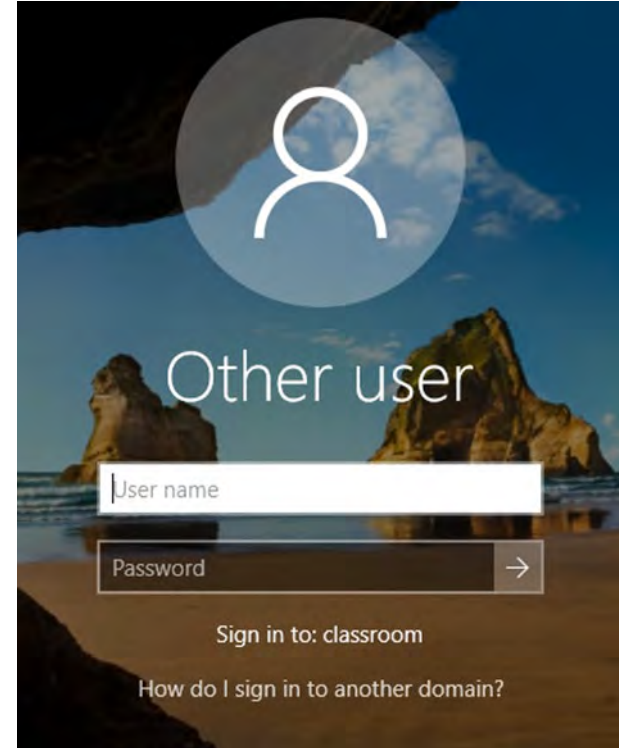 Other user
User name
Password
Sign in to: classroom
How do I sign in to another domain?